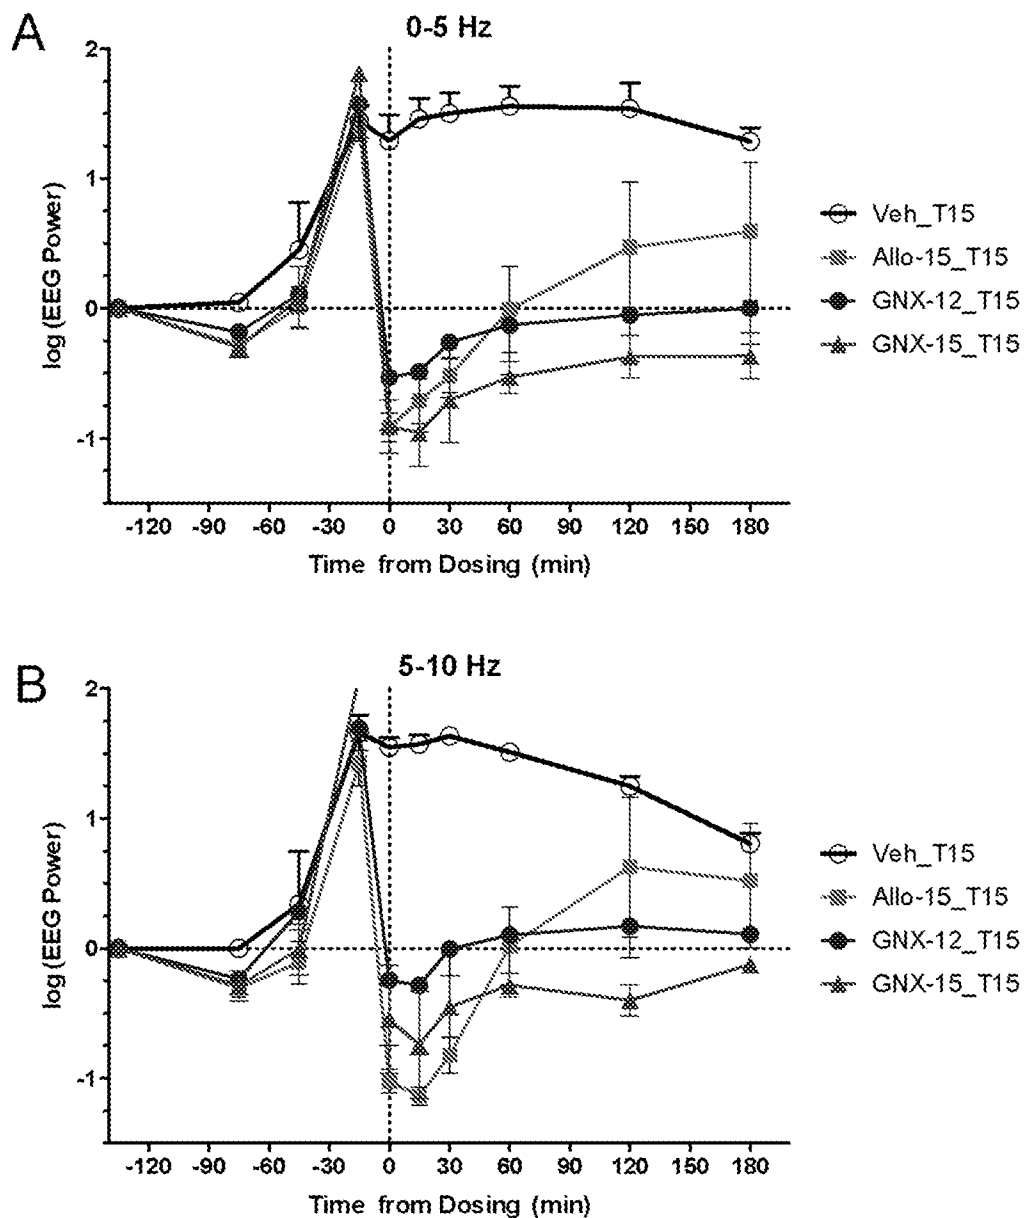 A
0-5 Hz
2
1
0
-1
log (EEG Power)
-120 -90 -60 -30 0 30 60 90 120 150 180
Time from Dosing (min)
Veh_T15
Allo-15_T15
GNX-12_T15
GNX-15_T15
B
5-10 Hz
2
1
0
-1
log (EEG Power)
-120 -90 -60 -30 0 30 60 90 120 150 180
Time from Dosing (min)
Veh_T15
Allo-15_T15
GNX-12_T15
GNX-15_T15